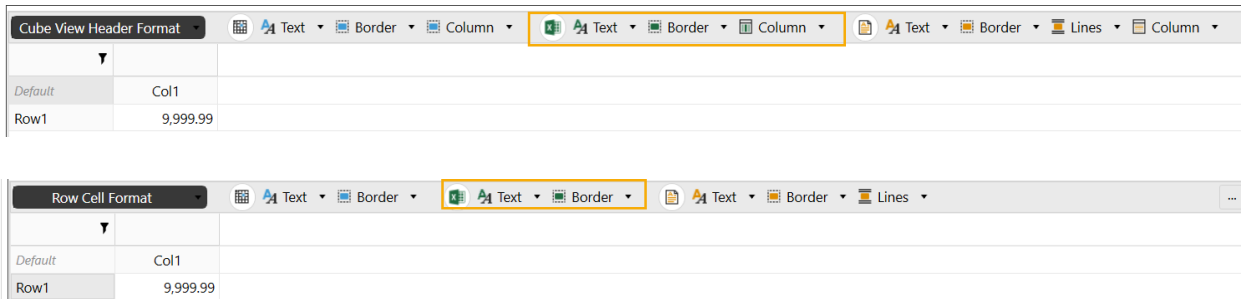 Cube View Header Format Text Border Column Text Border Column Text Border Lines Column
Default Col1
Row1 9,999.99
Row Cell Format Text Border Text Border Text Border Lines ...
Default Col1
Row1 9,999.99